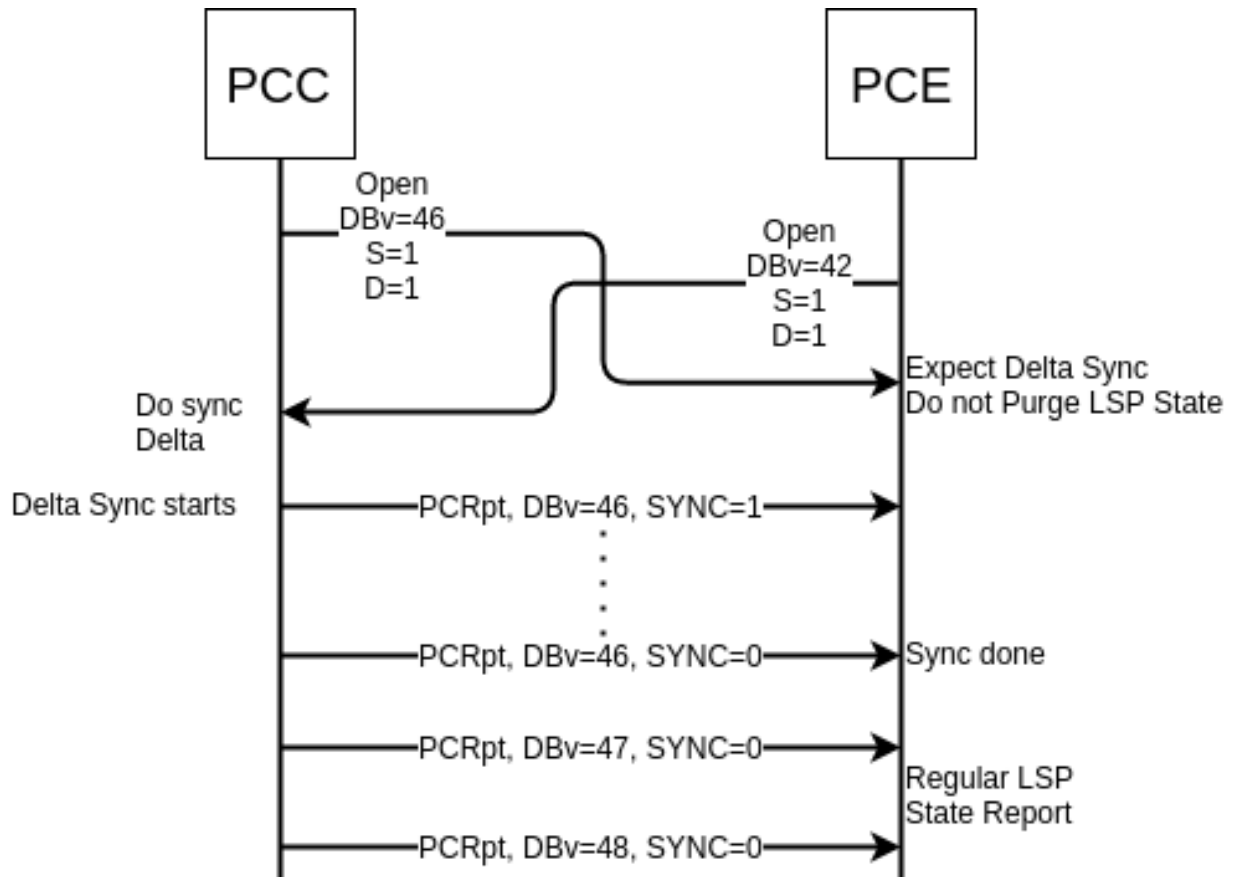 PCC
PCE
Open
DBv=46
S=1
D=1
Open
DBv=42
S=1
D=1
Expect Delta Sync
Do not Purge LSP State
Do sync
Delta
Delta Sync starts
PCRpt, DBv=46, SYNC=1
PCRpt, DBv=46, SYNC=0
Sync done
PCRpt, DBv=47, SYNC=0
Regular LSP
State Report
PCRpt, DBv=48, SYNC=0